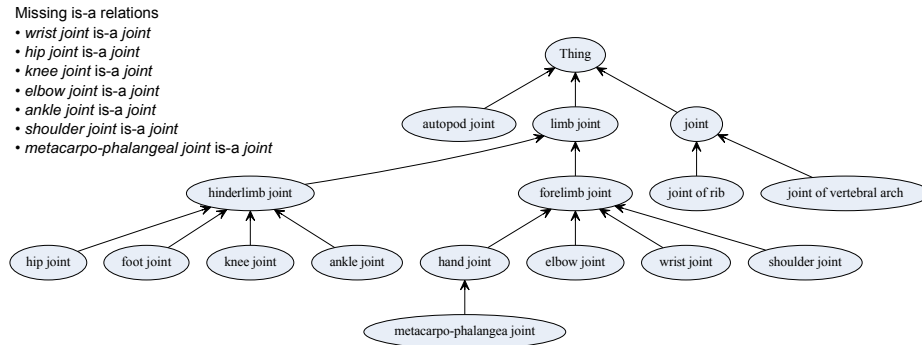 Missing is-a relations
• wrist joint is-a joint
• hip joint is-a joint
• knee joint is-a joint
• elbow joint is-a joint
• ankle joint is-a joint
• shoulder joint is-a joint
• metacarpo-phalangeal joint is-a joint
Thing
autopod joint
limb joint
joint
hinderlimb joint
forelimb joint
joint of rib
joint of vertebral arch
hip joint
foot joint
knee joint
ankle joint
hand joint
elbow joint
wrist joint
shoulder joint
metacarpo-phalangea joint